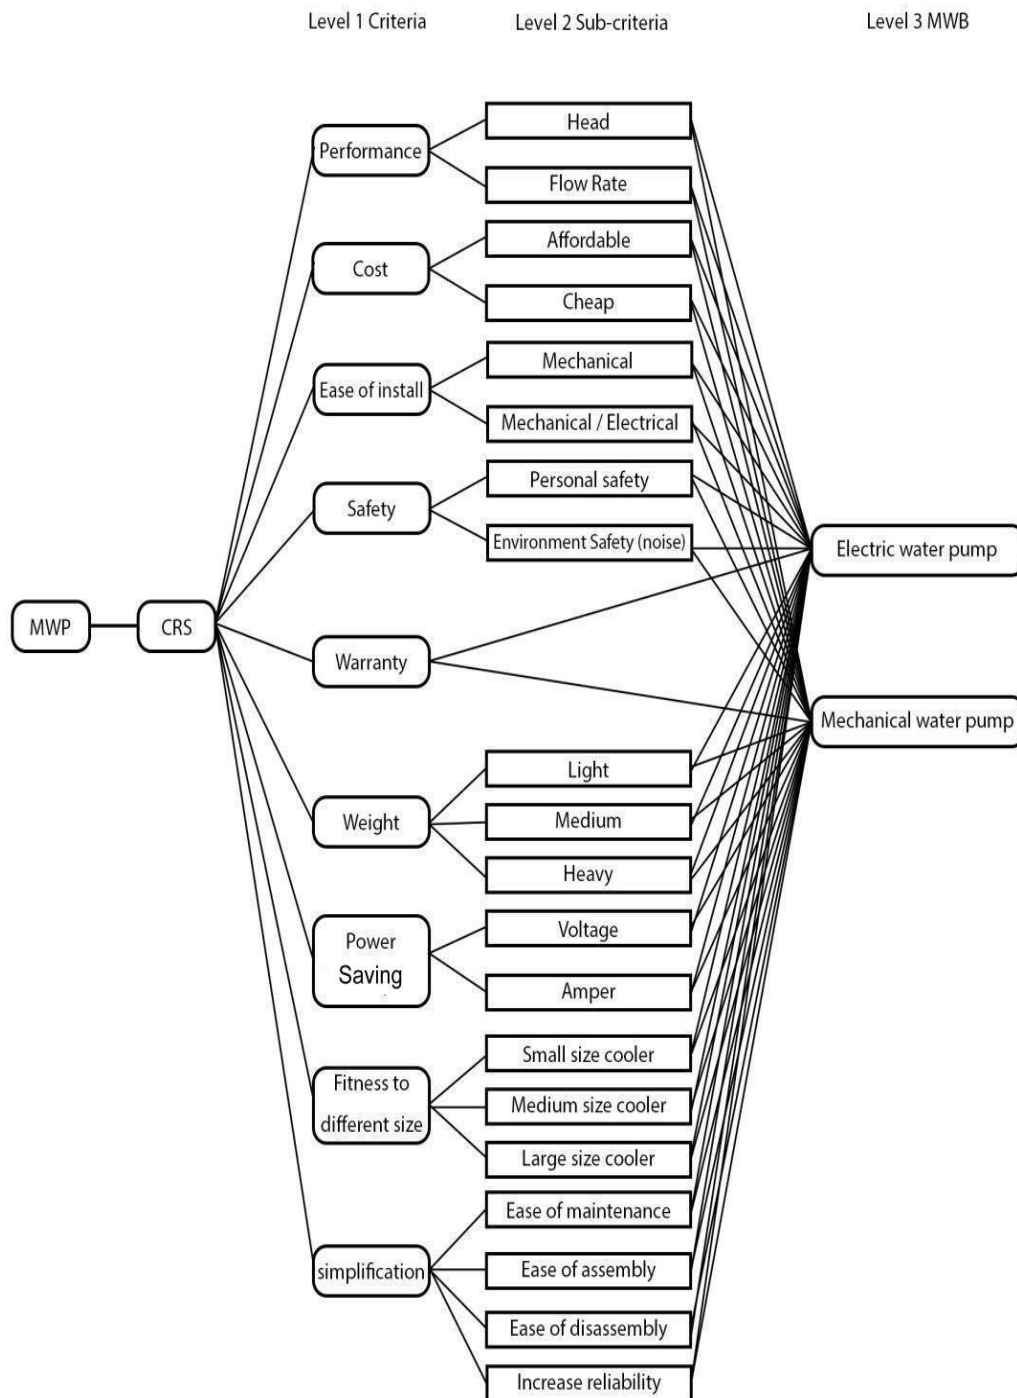 Level 1 Criteria
Level 2 Sub-criteria
Level 3 MWB
Head
Performance
Flow Rate
Affordable
Cost
Cheap
Mechanical
Ease of install
Mechanical / Electrical
Personal safety
Safety
Environment Safety (noise)
Electric water pump
MWP
CRS
Warranty
Mechanical water pump
Light
Weight
Medium
Heavy
Voltage
Power
Saving
Amper
Small size cooler
Fitness to
different size
Medium size cooler
Large size cooler
Ease of maintenance
simplification
Ease of assembly
Ease of disassembly
Increase reliability